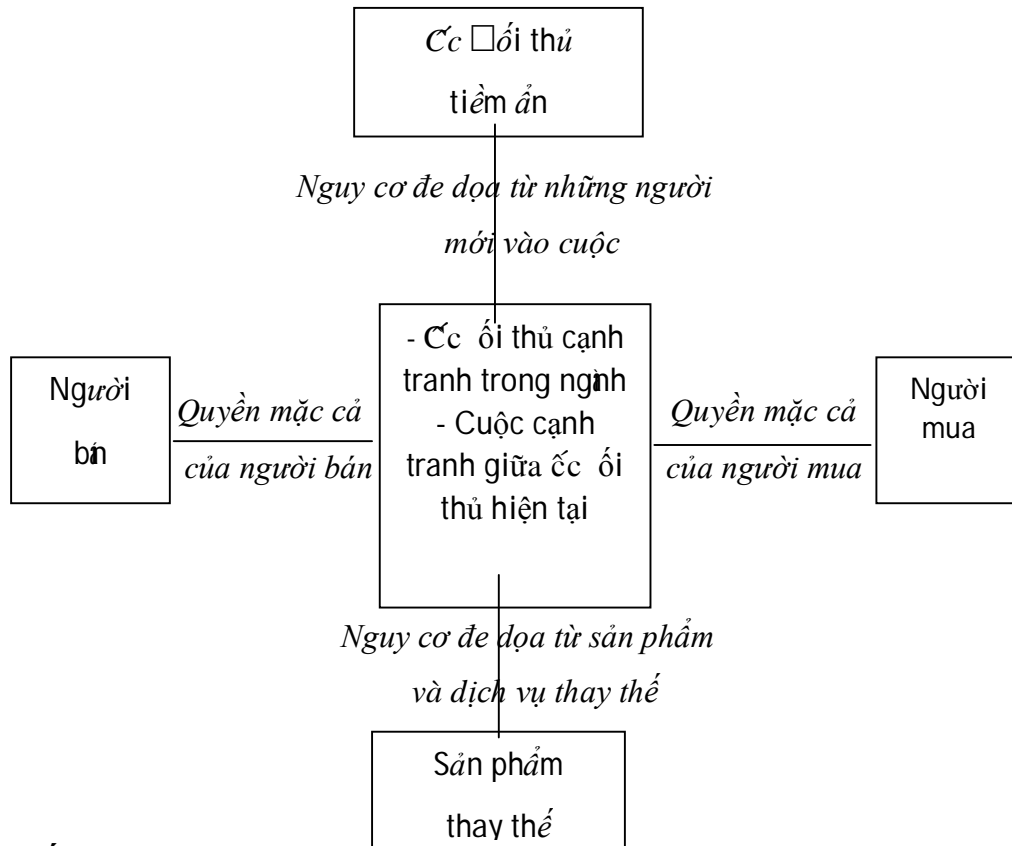 Các đối thủ
tiềm ẩn
Nguy cơ đe dọa từ những người
mới vào cuộc
- Các đối thủ cạnh
tranh trong ngành
- Cuộc cạnh
tranh giữa các đối
thủ hiện tại
Người
bán
Quyền mặc cả
của người bán
Quyền mặc cả
của người mua
Người
mua
Nguy cơ đe dọa từ sản phẩm
và dịch vụ thay thế
Sản phẩm
thay thế